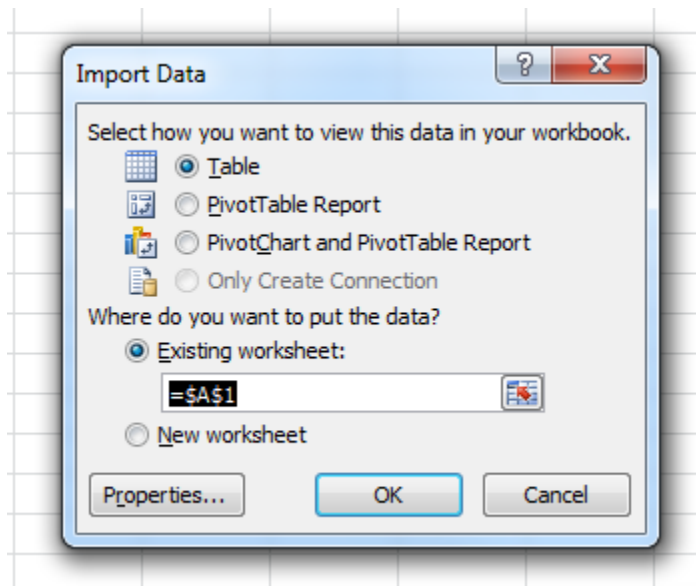 Import Data
Select how you want to view this data in your workbook.
Table
PivotTable Report
PivotChart and PivotTable Report
Only Create Connection
Where do you want to put the data?
Existing worksheet:
=$A$1
New worksheet
Properties... OK Cancel